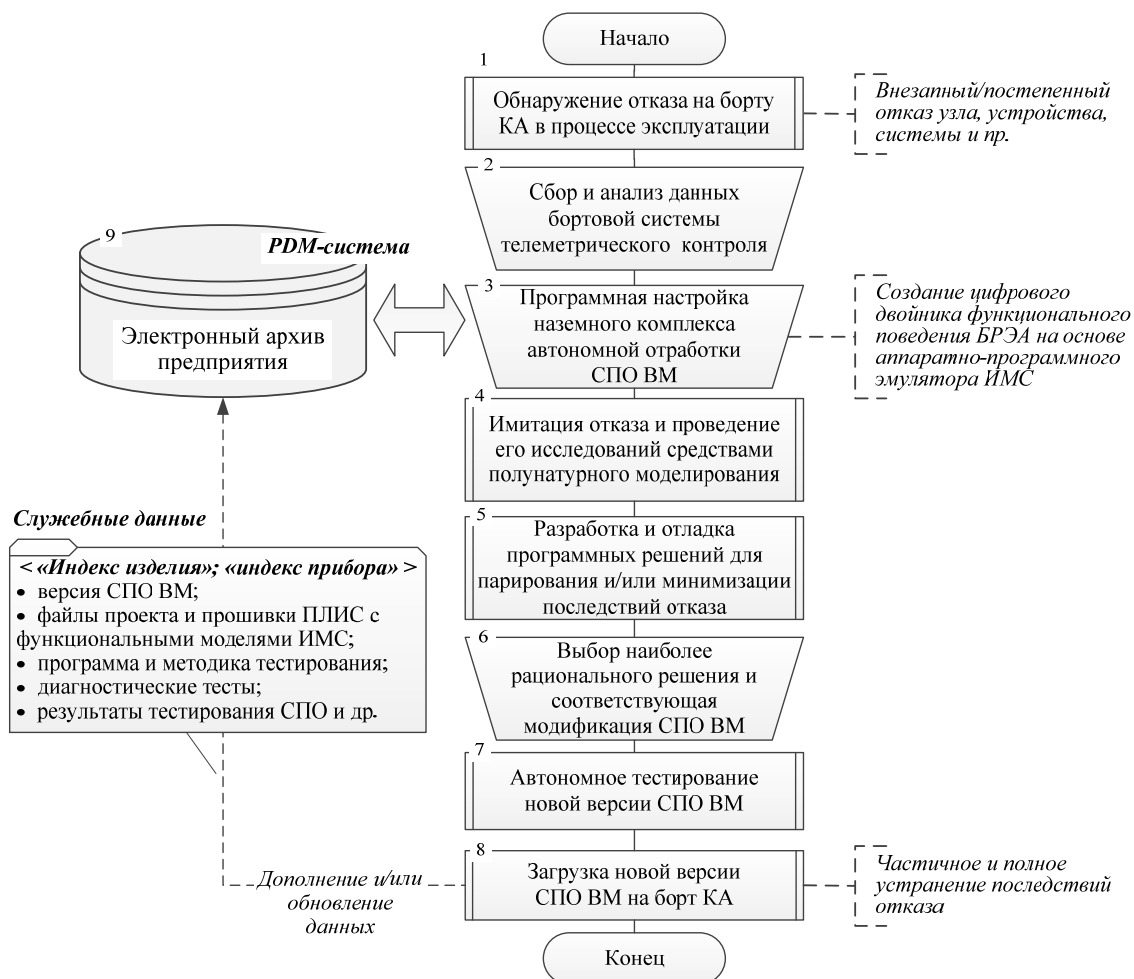 Начало
1
Обнаружение отказа на борту
КА в процессе эксплуатации
Внезапный/постепенный
отказ узла, устройства,
системы и пр.
2
Сбор и анализ данных
бортовой системы
телеметрического контроля
9
PDM-система
Электронный архив
предприятия
3
Программная настройка
наземного комплекса
автономной отработки
СПО ВМ
Создание цифрового
двойника функционального
поведения БРЭА на основе
аппаратно-программного
эмулятора ИМС
4
Имитация отказа и проведение
его исследований средствами
полунатурного моделирования
5
Разработка и отладка
программных решений для
парирования и/или минимизации
последствий отказа
Служебные данные
< «Индекс изделия»; «индекс прибора» >
• версия СПО ВМ;
• файлы проекта и прошивки ПЛИС с
функциональными моделями ИМС;
• программа и методика тестирования;
• диагностические тесты;
• результаты тестирования СПО и др.
6
Выбор наиболее
рационального решения и
соответствующая
модификация СПО ВМ
7
Автономное тестирование
новой версии СПО ВМ
8
Загрузка новой версии
СПО ВМ на борт КА
Дополнение и/или
обновление
данных
Частичное и полное
устранение последствий
отказа
Конец